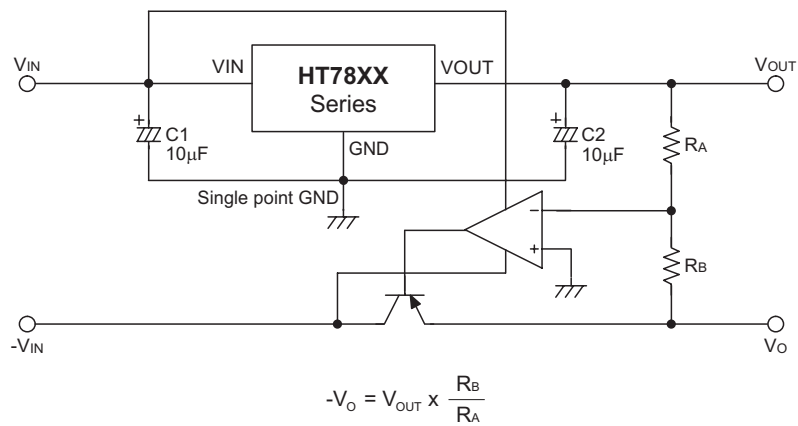 VIN
VIN
HT78XX
Series
VOUT
VOUT
+
C1
10μF
GND
+
C2
10μF
RA
Single point GND
−
+
RB
-VIN
VO
-VO = VOUT x RB
RA